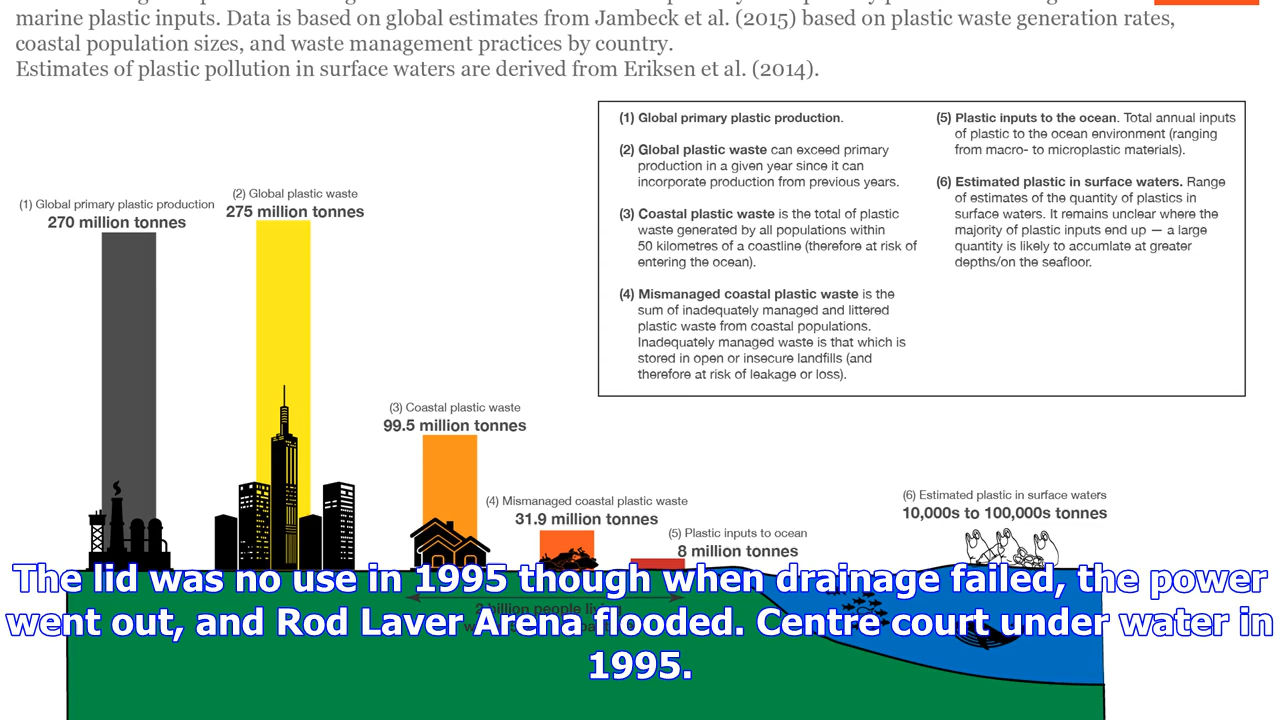 marine plastic inputs. Data is based on global estimates from Jambeck et al. (2015) based on plastic waste generation rates,
coastal population sizes, and waste management practices by country.
Estimates of plastic pollution in surface waters are derived from Eriksen et al. (2014).
(1) Global primary plastic production.
(2) Global plastic waste can exceed primary
production in a given year since it can
incorporate production from previous years.
(3) Coastal plastic waste is the total of plastic
waste generated by all populations within
50 kilometres of a coastline (therefore at risk of
entering the ocean).
(4) Mismanaged coastal plastic waste is the
sum of inadequately managed and littered
plastic waste from coastal populations.
Inadequately managed waste is that which is
stored in open or insecure landfills (and
therefore at risk of leakage or loss).
(5) Plastic inputs to the ocean. Total annual inputs
of plastic to the ocean environment (ranging
from macro- to microplastic materials).
(6) Estimated plastic in surface waters. Range
of estimates of the quantity of plastics in
surface waters. It remains unclear where the
majority of plastic inputs end up — a large
quantity is likely to accumlate at greater
depths/on the seafloor.
(1) Global primary plastic production
270 million tonnes
(2) Global plastic waste
275 million tonnes
(3) Coastal plastic waste
99.5 million tonnes
(4) Mismanaged coastal plastic waste
31.9 million tonnes
(5) Plastic inputs to ocean
8 million tonnes
(6) Estimated plastic in surface waters
10,000s to 100,000s tonnes
2 billion people
The lid was no use in 1995 though when drainage failed, the power
went out, and Rod Laver Arena flooded. Centre court under water in
1995.